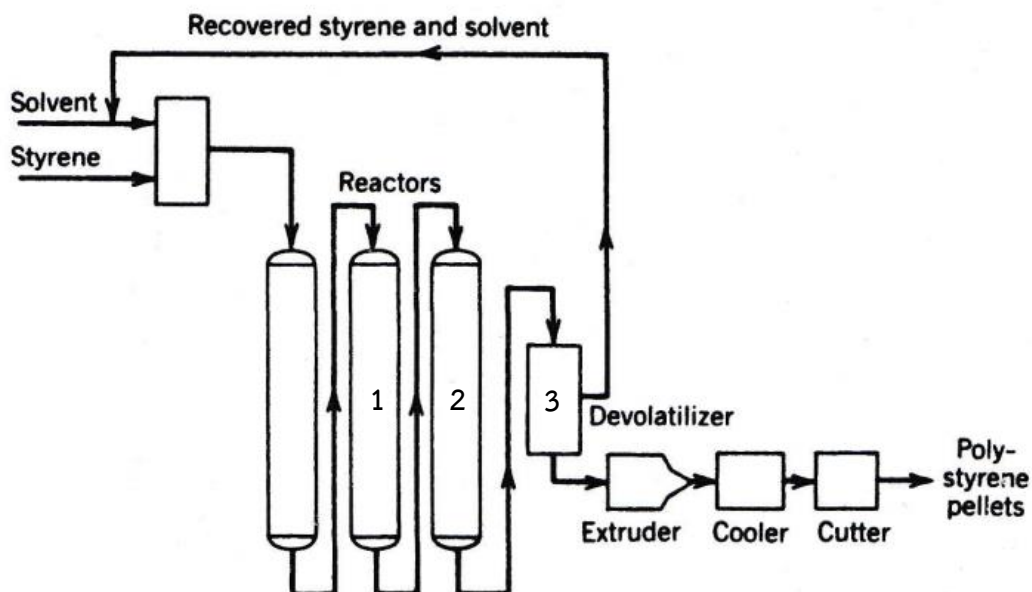 Recovered styrene and solvent
Solvent
Styrene
Reactors
1
2
3
Devolatilizer
Extruder
Cooler
Cutter
Poly-
styrene
pellets